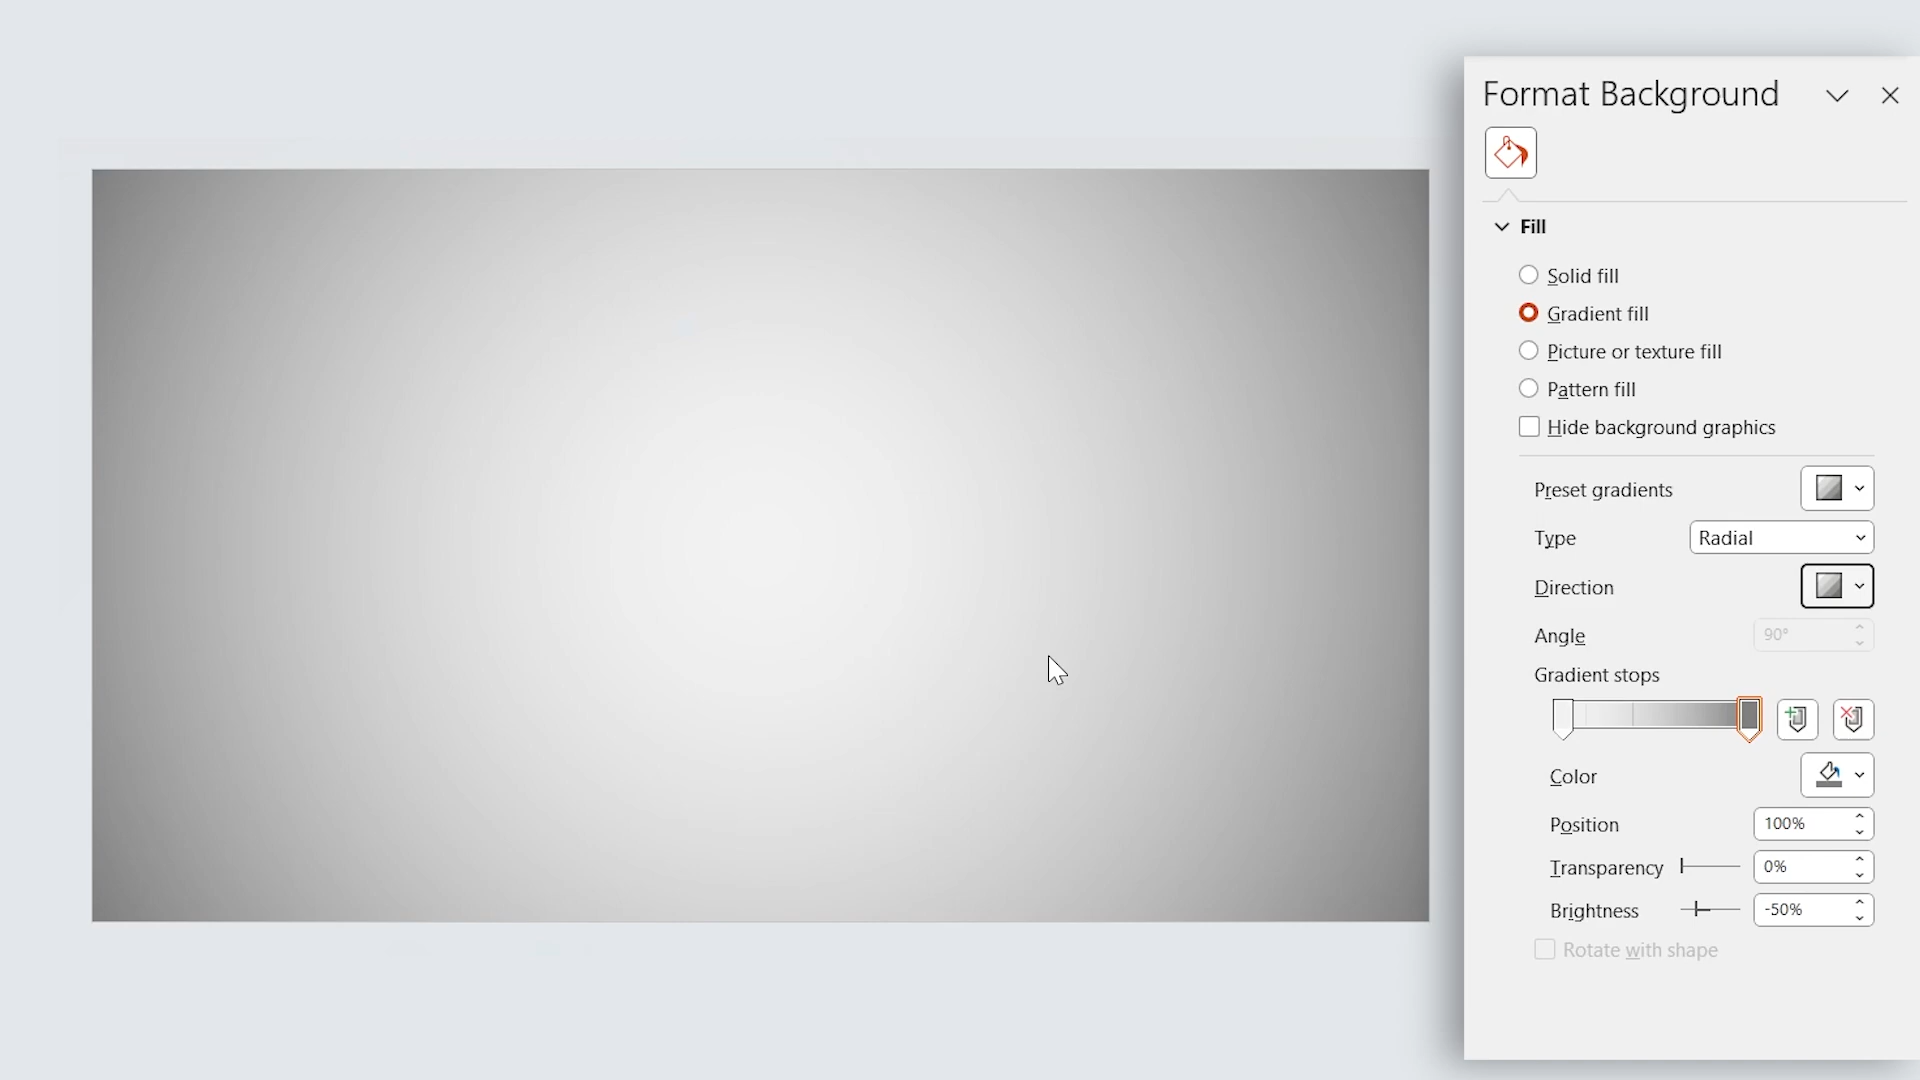 Format Background
Fill
Solid fill
Gradient fill
Picture or texture fill
Pattern fill
Hide background graphics
Preset gradients
Type Radial
Direction
Angle 90°
Gradient stops
Color
Position 100%
Transparency 0%
Brightness -50%
Rotate with shape